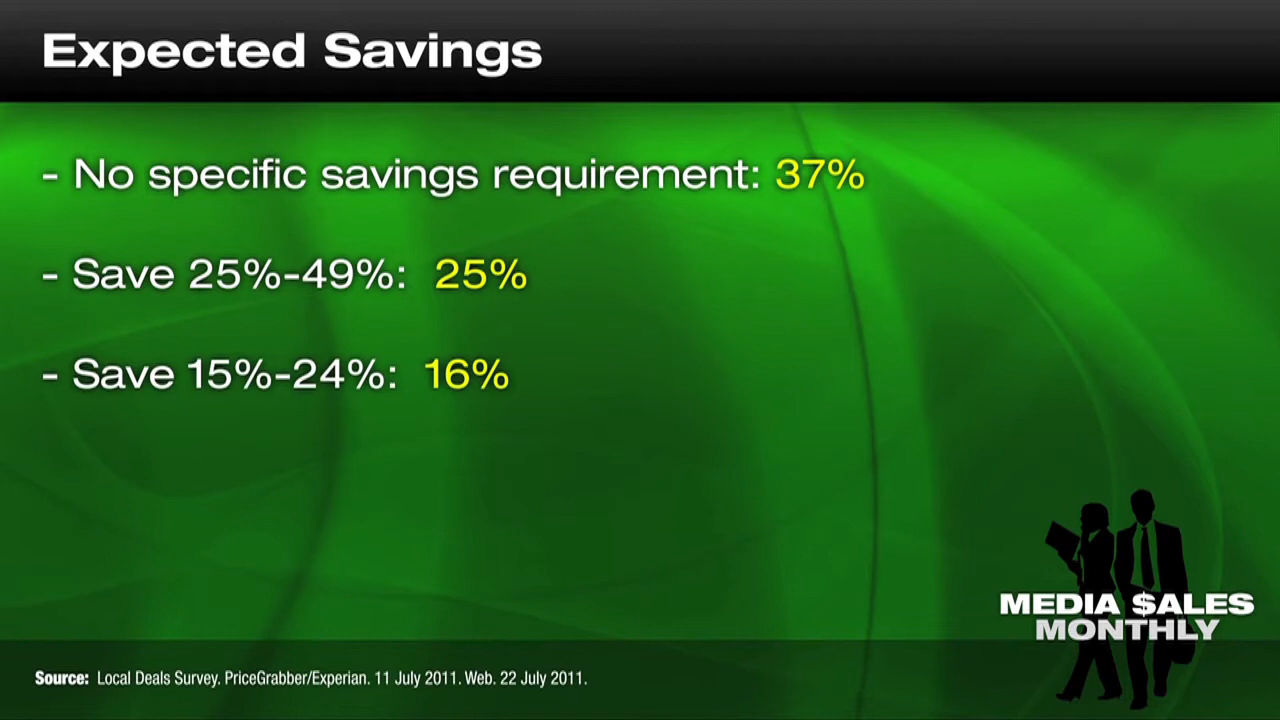 Expected Savings
- No specific savings requirement: 37%
- Save 25%-49%: 25%
- Save 15%-24%: 16%
MEDIA $ALES
MONTHLY
Source: Local Deals Survey. PriceGrabber/Experian. 11 July 2011. Web. 22 July 2011.